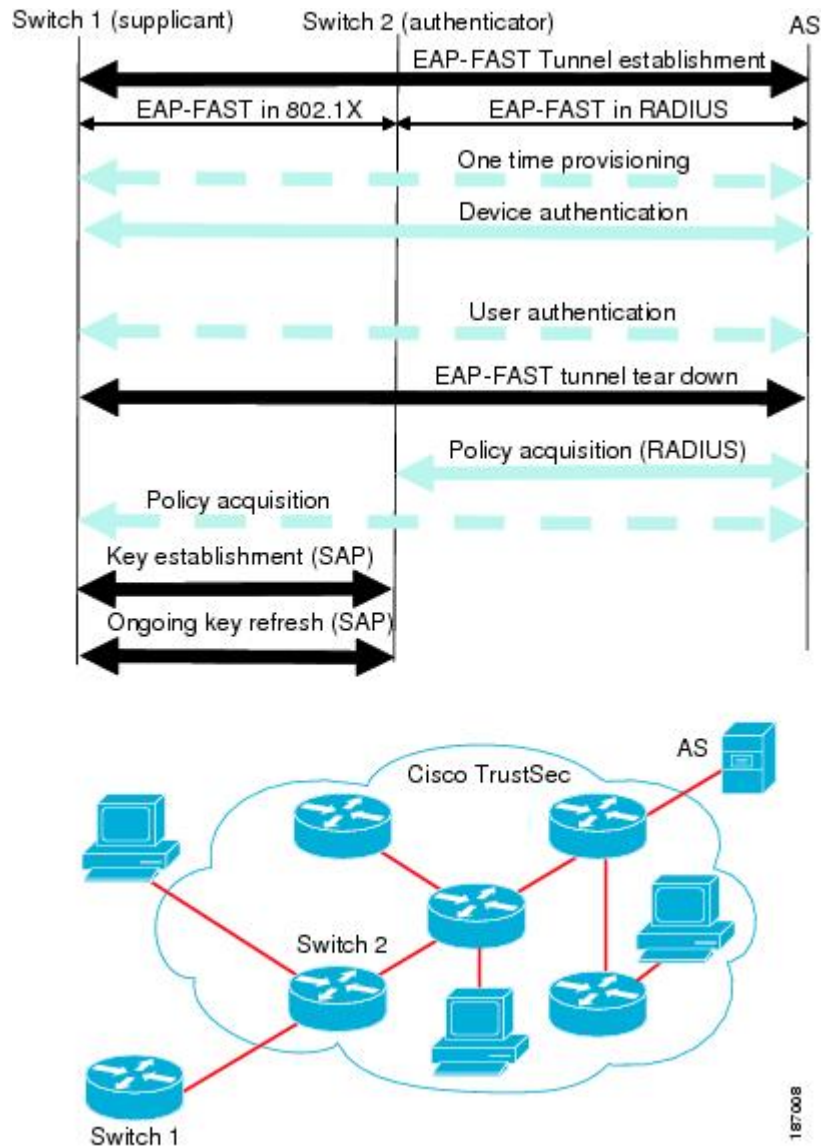 Switch 1 (supplicant)
Switch 2 (authenticator)
AS
EAP-FAST Tunnel establishment
EAP-FAST in 802.1X
EAP-FAST in RADIUS
One time provisioning
Device authentication
User authentication
EAP-FAST tunnel tear down
Policy acquisition (RADIUS)
Policy acquisition
Key establishment (SAP)
Ongoing key refresh (SAP)
AS
Cisco TrustSec
Switch 2
Switch 1
187008